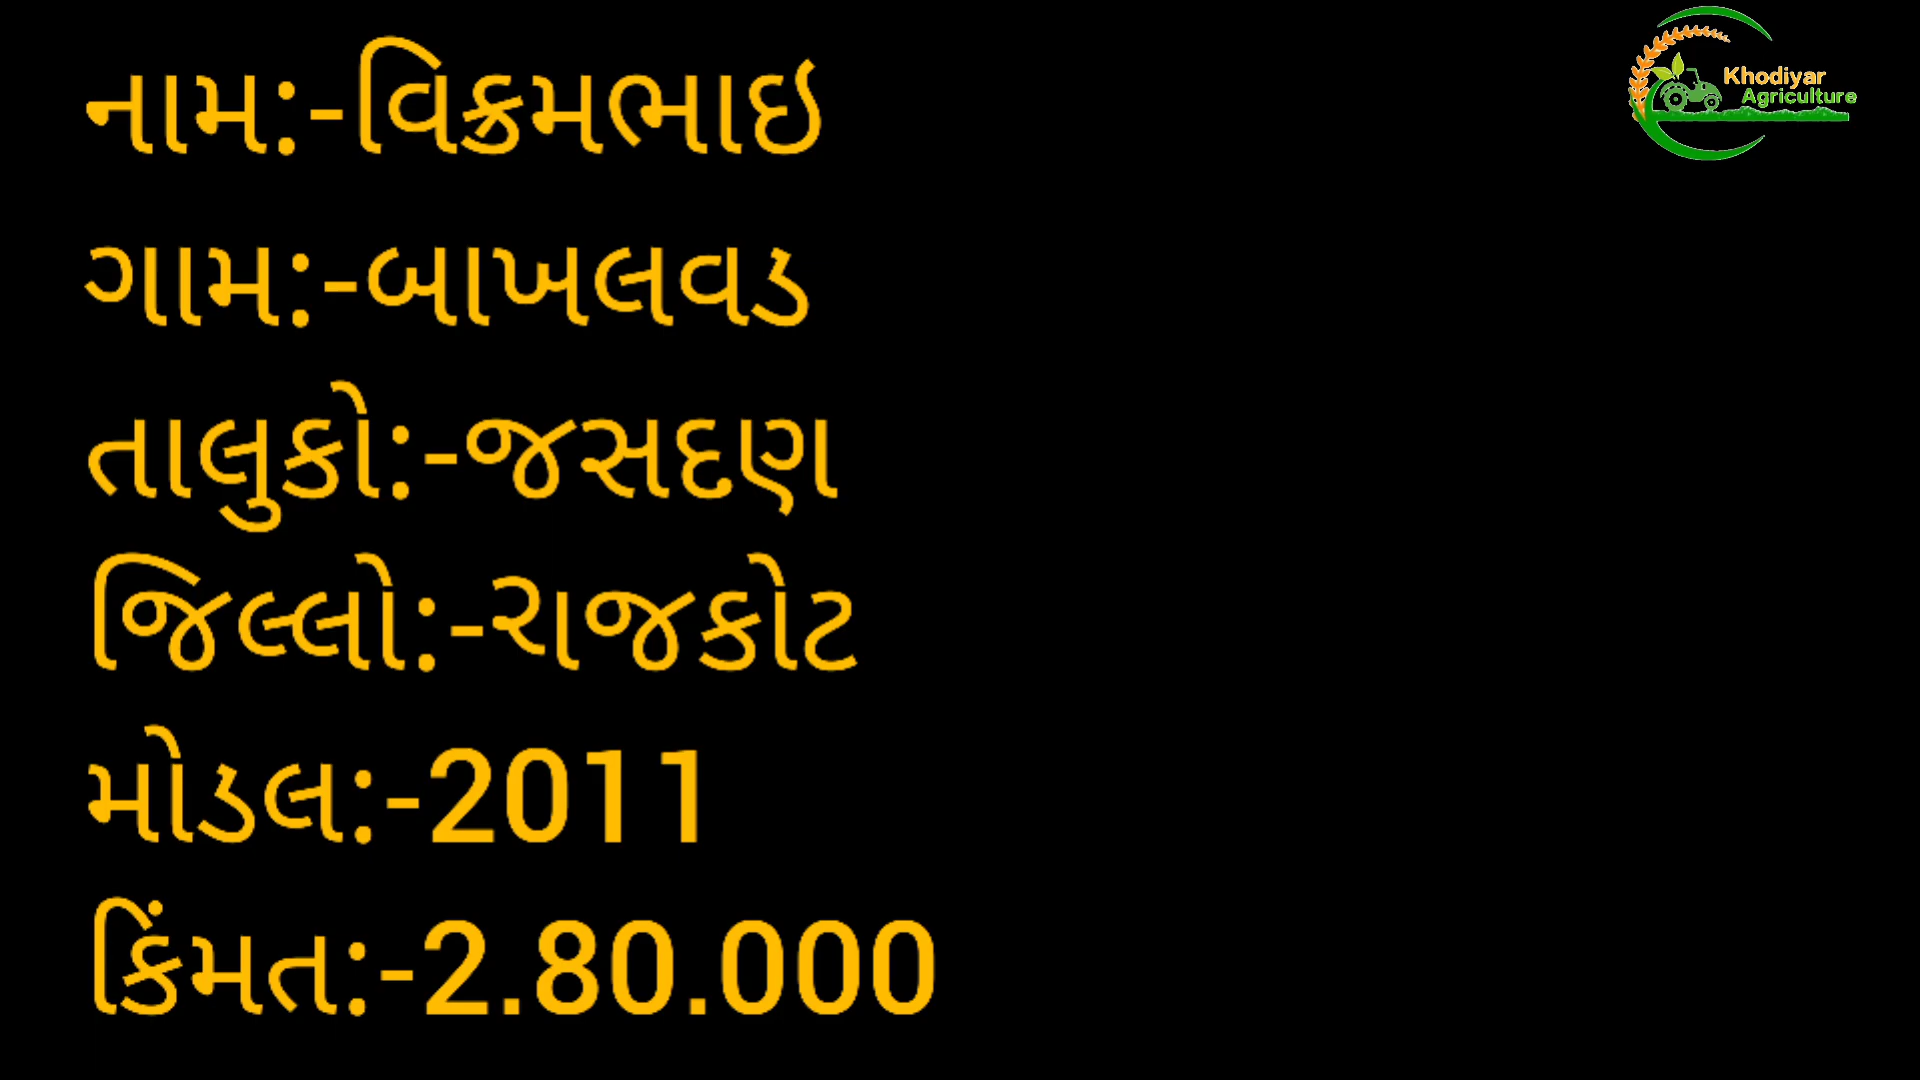 નામ:-વિક્રમભાઇ
Khodiyar
Agriculture
ગામ:-બાખલવડ
તાલુકો:-જસદણ
જિલ્લો:-રાજકોટ
મોડલ:-2011
કિંમત:-2.80.000